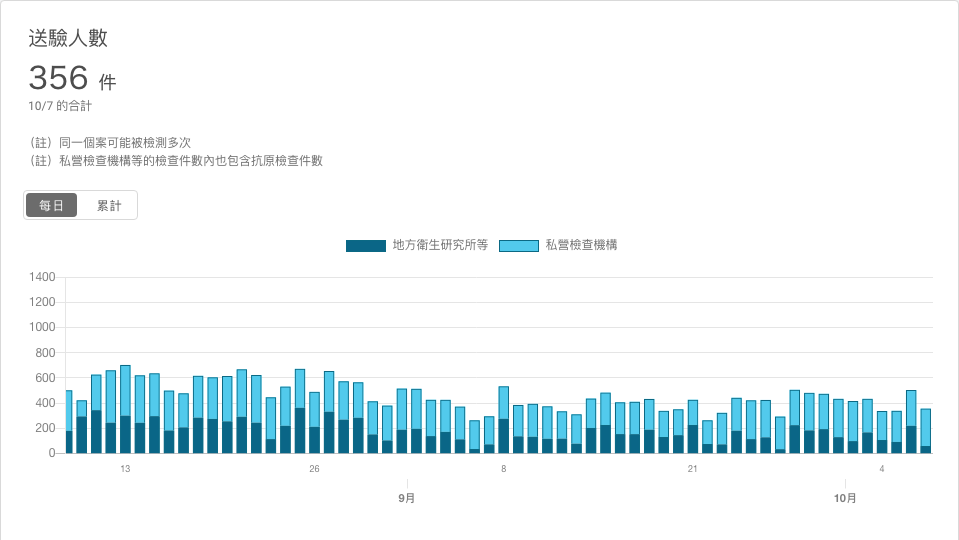 送驗人數
356 件
10/7 的合計
（註）同一個案可能被檢測多次
（註）私營檢查機構等的檢查件數內也包含抗原檢查件數
每日 累計
地方衛生研究所等 私營檢查機構
1400
1200
1000
800
600
400
200
0
13 26 8 21 4
9月 10月